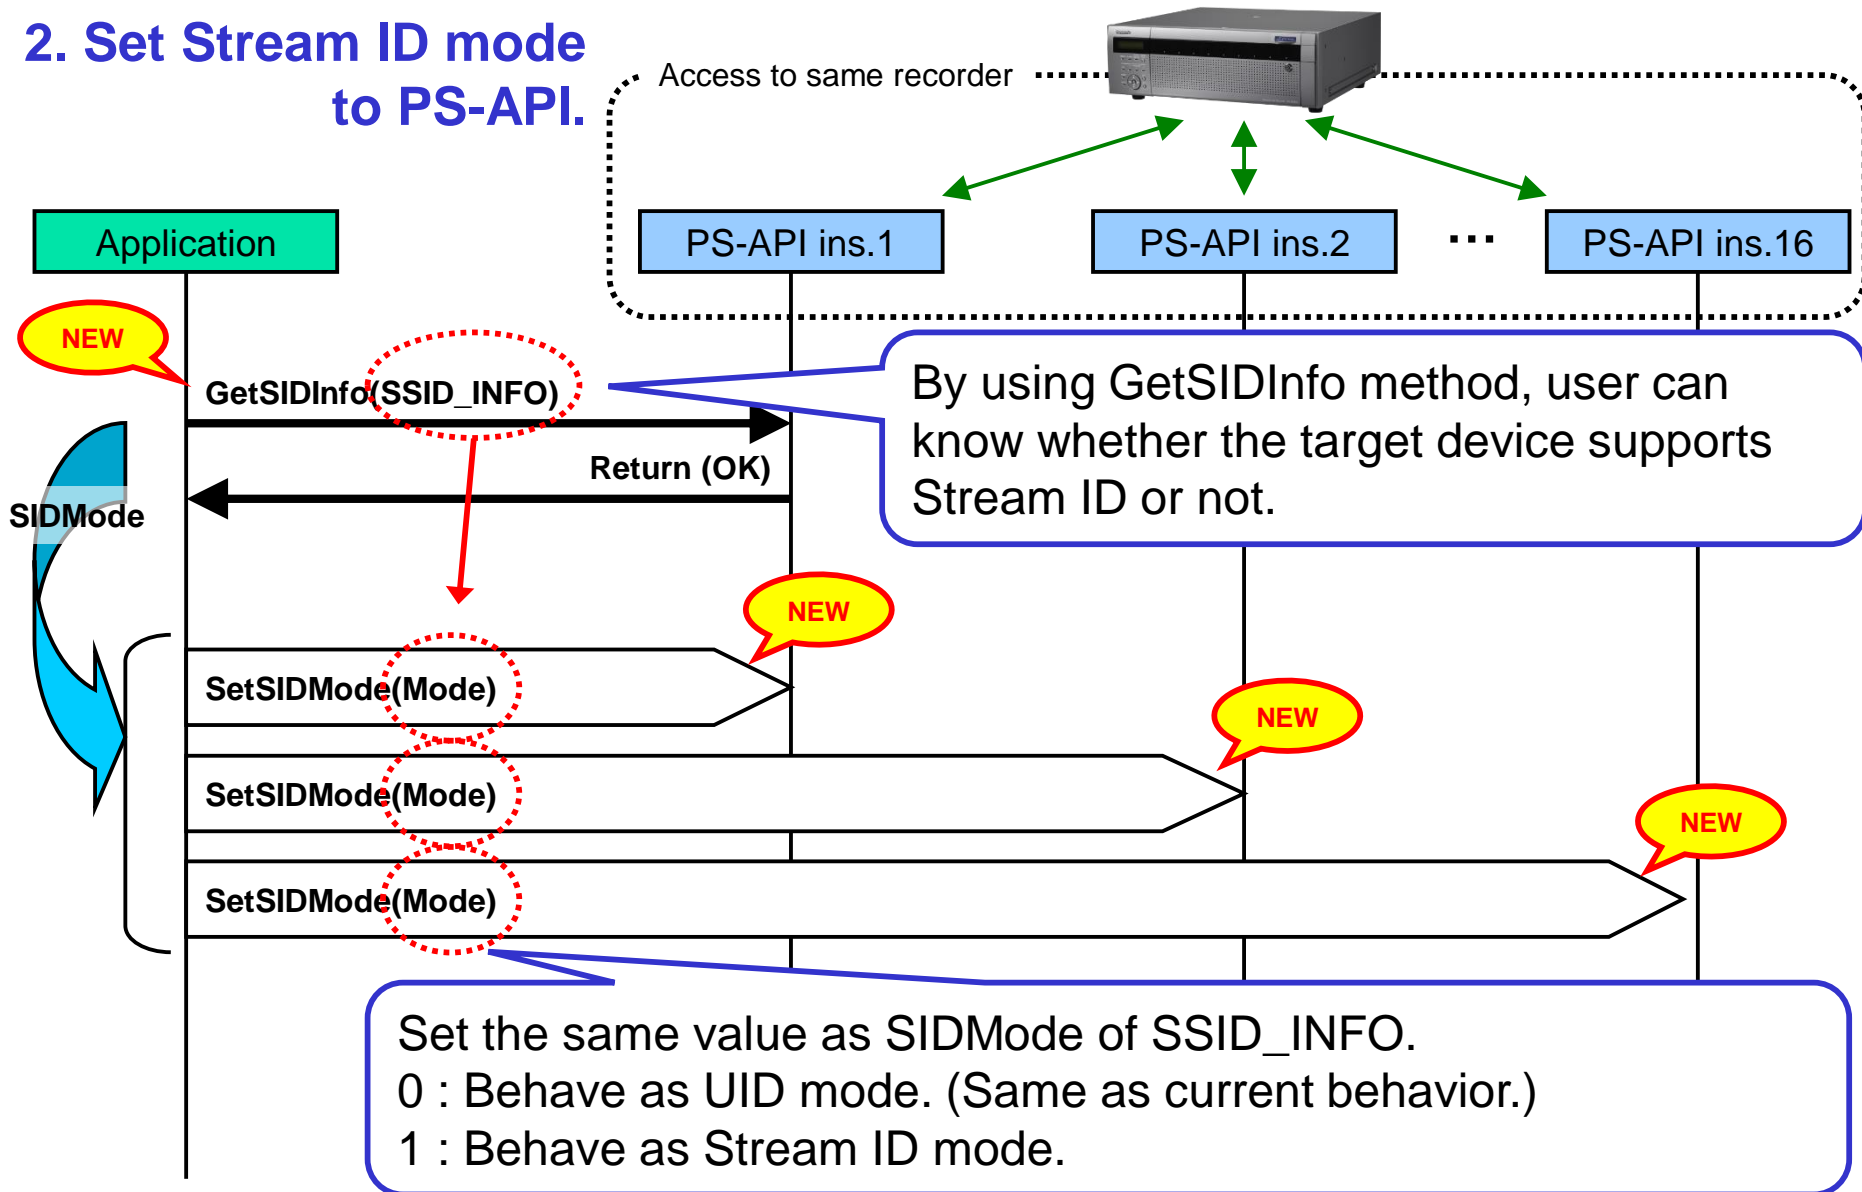 2. Set Stream ID mode
to PS-API.
Access to same recorder
Application
PS-API ins.1
PS-API ins.2
...
PS-API ins.16
NEW
GetSIDInfo(SSID_INFO)
By using GetSIDInfo method, user can
know whether the target device supports
Stream ID or not.
Return (OK)
SIDMode
NEW
SetSIDMode(Mode)
NEW
SetSIDMode(Mode)
NEW
SetSIDMode(Mode)
Set the same value as SIDMode of SSID_INFO.
0 : Behave as UID mode. (Same as current behavior.)
1 : Behave as Stream ID mode.